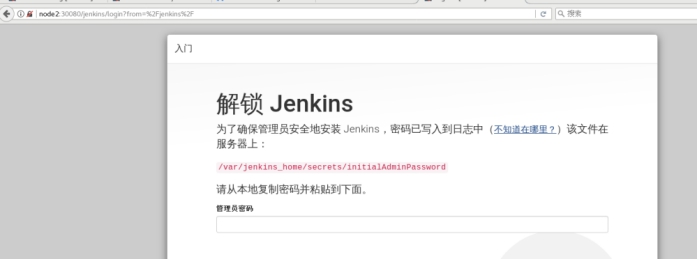 node2:30080/jenkins/login?from=%2Fjenkins%2F
搜索
入门
解锁 Jenkins
为了确保管理员安全地安装 Jenkins，密码已写入到日志中（不知道在哪里？）该文件在
服务器上：
/var/jenkins_home/secrets/initialAdminPassword
请从本地复制密码并粘贴到下面。
管理员密码